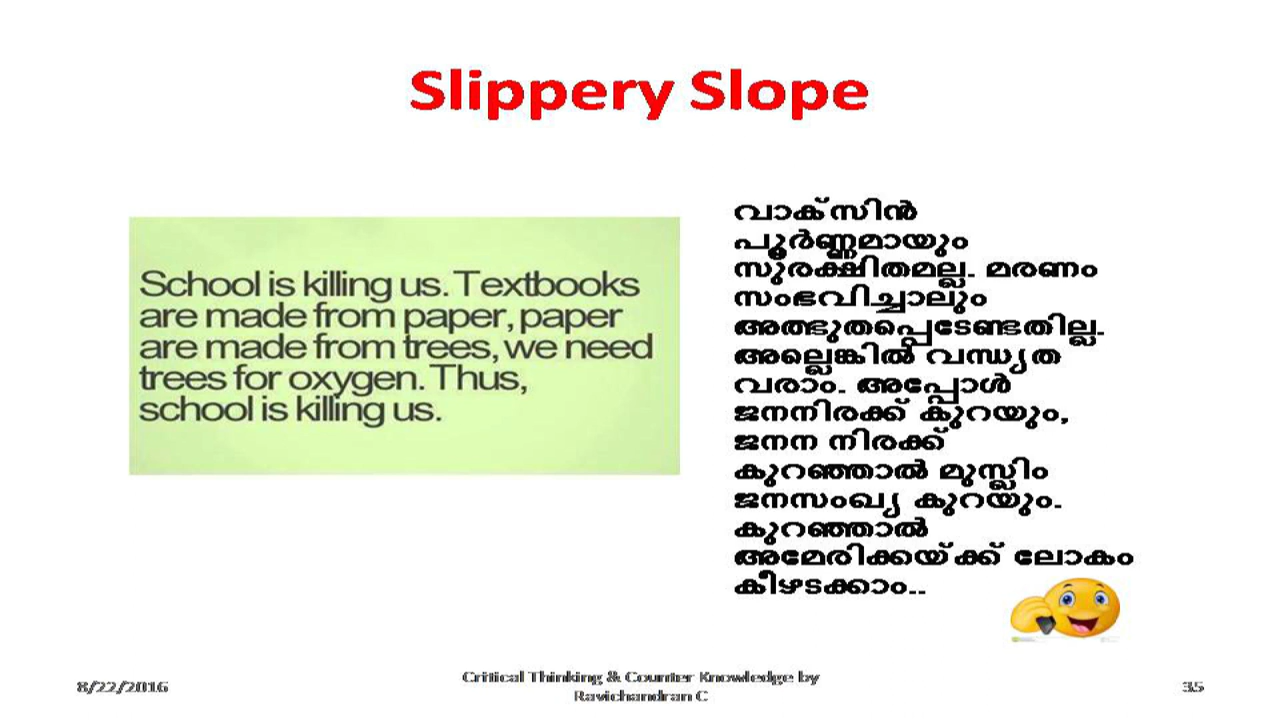 Slippery Slope
School is killing us. Textbooks
are made from paper, paper
are made from trees, we need
trees for oxygen. Thus,
school is killing us.
വാക്സിൻ
പൂർണ്ണമായും
സുരക്ഷിതമല്ല. മരണം
സംഭവിച്ചാലും
അത്ഭുതപ്പെടേണ്ടതില്ല.
അല്ലെങ്കിൽ വന്ധ്യത
വരാം. അപ്പോൾ
ജനനിരക്ക് കുറയും,
ജനന നിരക്ക്
കുറഞ്ഞാൽ മുസ്ലിം
ജനസംഖ്യ കുറയും.
കുറഞ്ഞാൽ
അമേരിക്കയ്ക്ക് ലോകം
കീഴടക്കാം..
8/22/2016
Critical Thinking & Counter Knowledge by
Ravichandran C
35